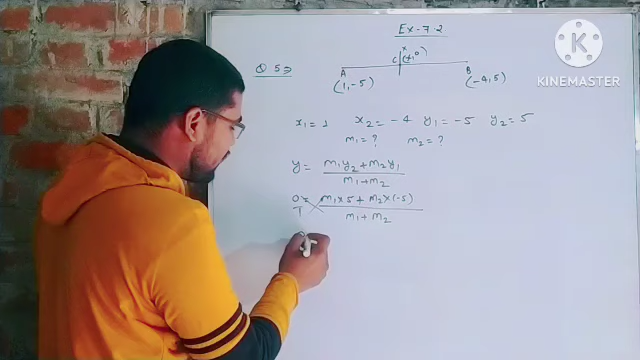 Ex-7.2
KINEMASTER
Q 5⇒
A C (x,0) B
(1,-5) (-4,5)
x₁=1 x₂=-4 y₁=-5 y₂=5
m₁=? m₂=?
y = m₁y₂+m₂y₁ / m₁+m₂
0/1 = m₁×5+m₂×(-5) / m₁+m₂